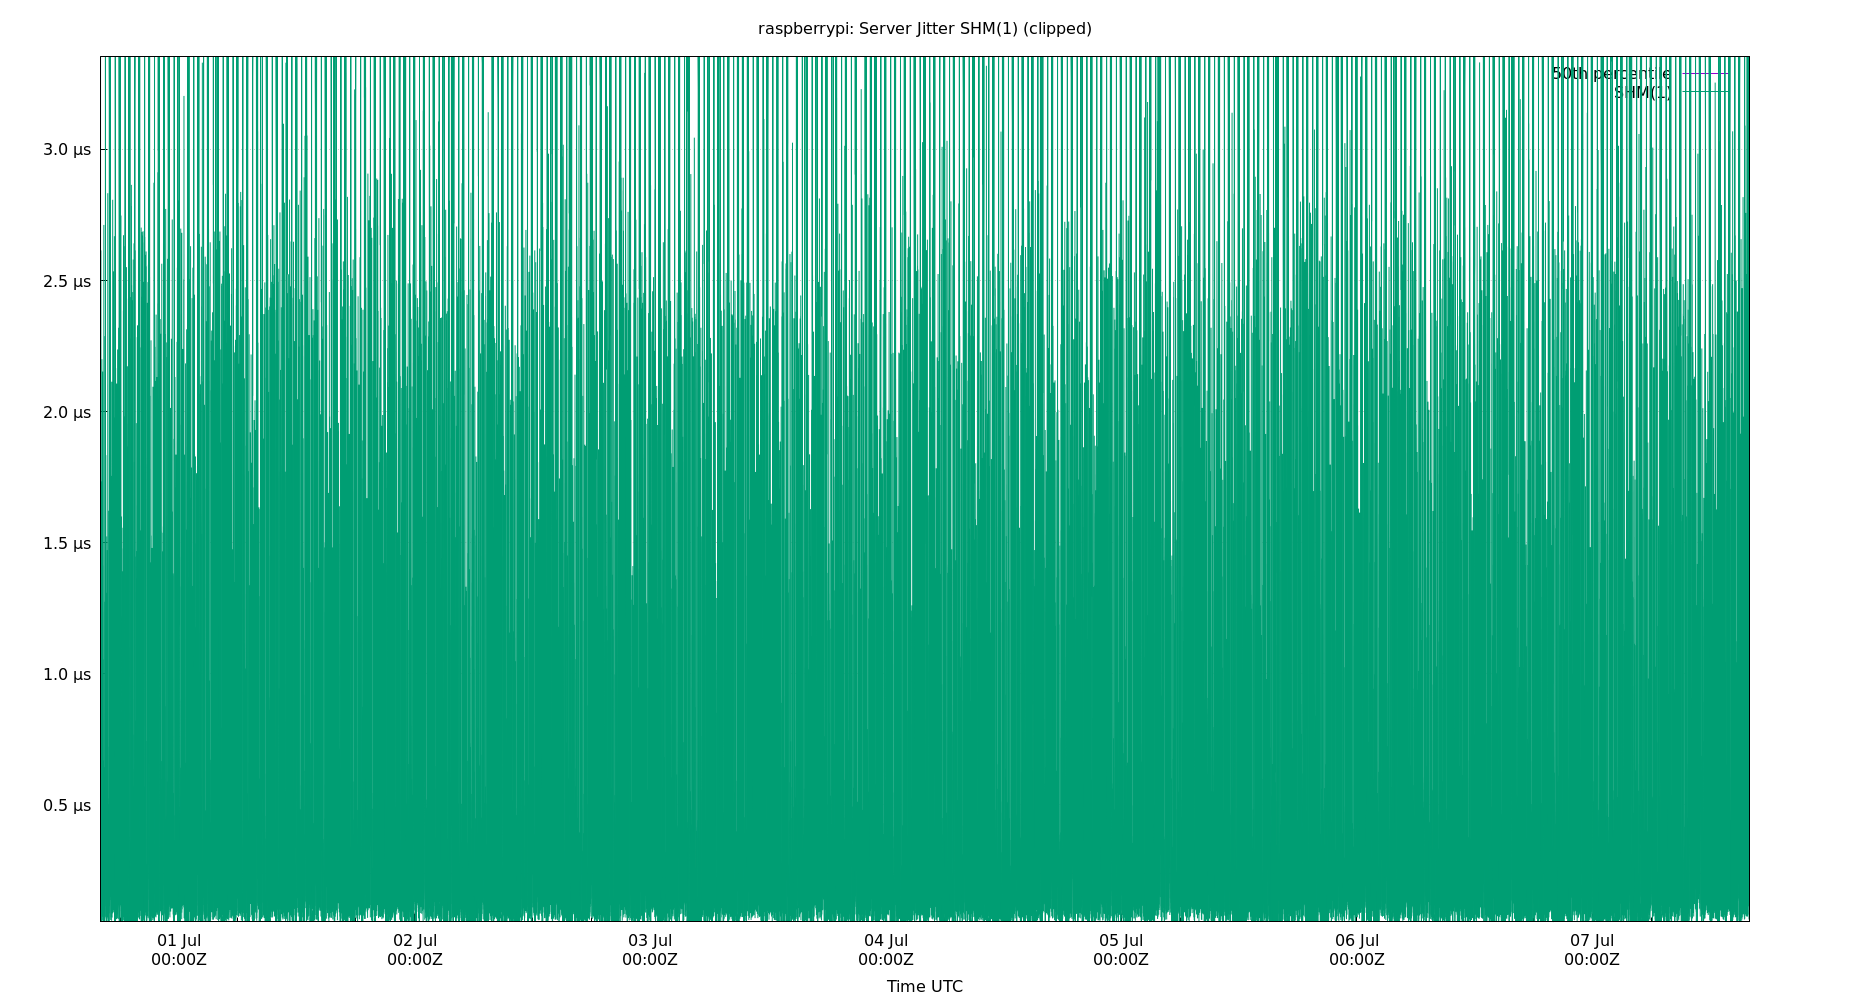 raspberrypi: Server Jitter SHM(1) (clipped)
50th percentile
SHM(1)
3.0 µs
2.5 µs
2.0 µs
1.5 µs
1.0 µs
0.5 µs
01 Jul 02 Jul 03 Jul 04 Jul 05 Jul 06 Jul 07 Jul
00:00Z 00:00Z 00:00Z 00:00Z 00:00Z 00:00Z 00:00Z
Time UTC